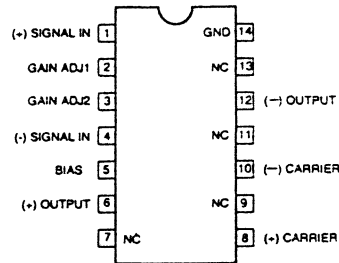 (+) SIGNAL IN 1 GND 14
GAIN ADJ1 2 NC 13
GAIN ADJ2 3 12 (—) OUTPUT
(-) SIGNAL IN 4 NC 11
BIAS 5 10 (—) CARRIER
(+) OUTPUT 6 NC 9
7 NC 8 (+) CARRIER